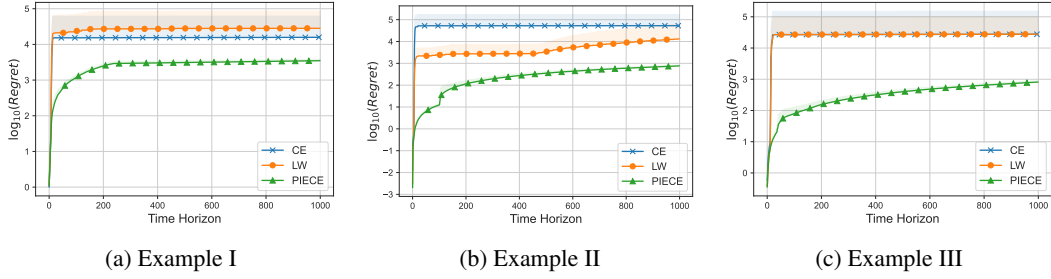 log₁₀(Regret)
5
4
3
2
1
0
CE
LW
PIECE
0 200 400 600 800 1000
Time Horizon
(a) Example I
log₁₀(Regret)
5
4
3
2
1
0
−1
−2
−3
CE
LW
PIECE
0 200 400 600 800 1000
Time Horizon
(b) Example II
log₁₀(Regret)
5
4
3
2
1
0
CE
LW
PIECE
0 200 400 600 800 1000
Time Horizon
(c) Example III